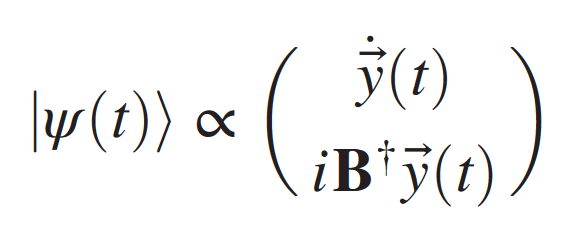 |ψ(t)⟩ ∝ ( \dot{\vec{y}}(t)
i𝐁†\vec{y}(t) )